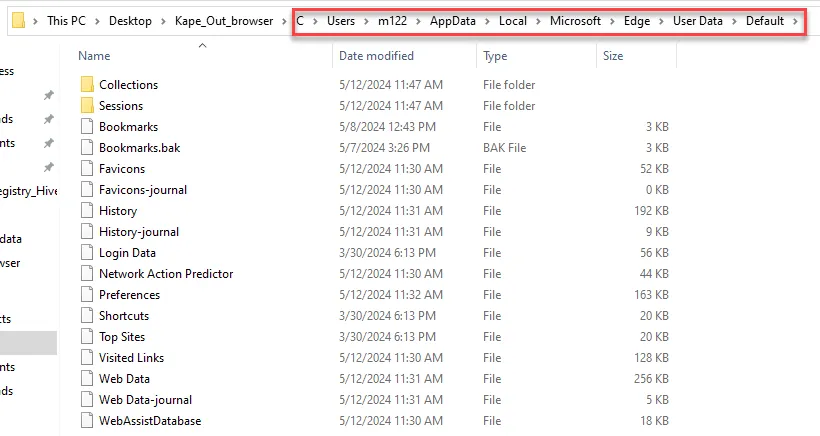 This PC > Desktop > Kape_Out_browser > C > Users > m122 > AppData > Local > Microsoft > Edge > User Data > Default >
Name Date modified Type Size
Collections 5/12/2024 11:47 AM File folder
Sessions 5/12/2024 11:47 AM File folder
Bookmarks 5/8/2024 12:43 PM File 3 KB
Bookmarks.bak 5/7/2024 3:26 PM BAK File 3 KB
Favicons 5/12/2024 11:30 AM File 52 KB
Favicons-journal 5/12/2024 11:30 AM File 0 KB
History 5/12/2024 11:31 AM File 192 KB
History-journal 5/12/2024 11:31 AM File 9 KB
Login Data 3/30/2024 6:13 PM File 56 KB
Network Action Predictor 5/12/2024 11:30 AM File 44 KB
Preferences 5/12/2024 11:32 AM File 163 KB
Shortcuts 3/30/2024 6:13 PM File 20 KB
Top Sites 3/30/2024 6:13 PM File 20 KB
Visited Links 5/12/2024 11:30 AM File 128 KB
Web Data 5/12/2024 11:31 AM File 256 KB
Web Data-journal 5/12/2024 11:31 AM File 5 KB
WebAssistDatabase 5/12/2024 11:30 AM File 18 KB
ess
ads
ents
egistry_Hive
data
wser
cts
ents
ads